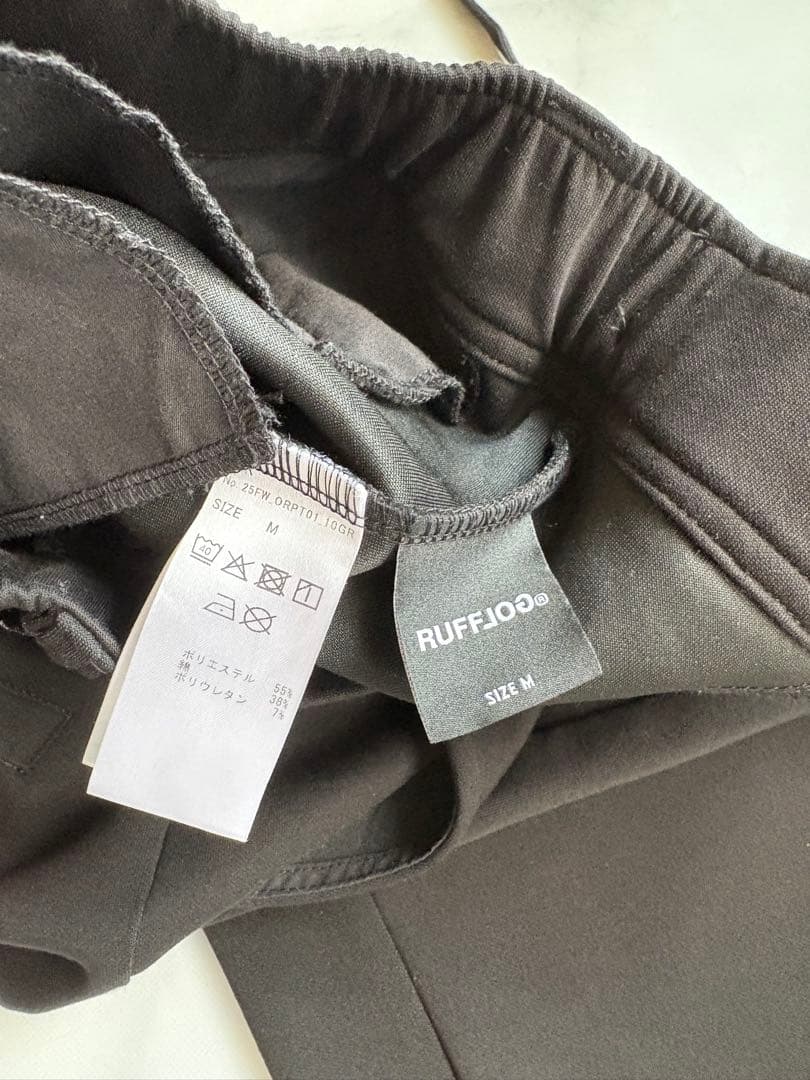 No. 25FW_ORPT01_10GR
SIZE M
40
ポリエステル 55%
綿 38%
ポリウレタン 7%
RUFFLOG®
SIZE M